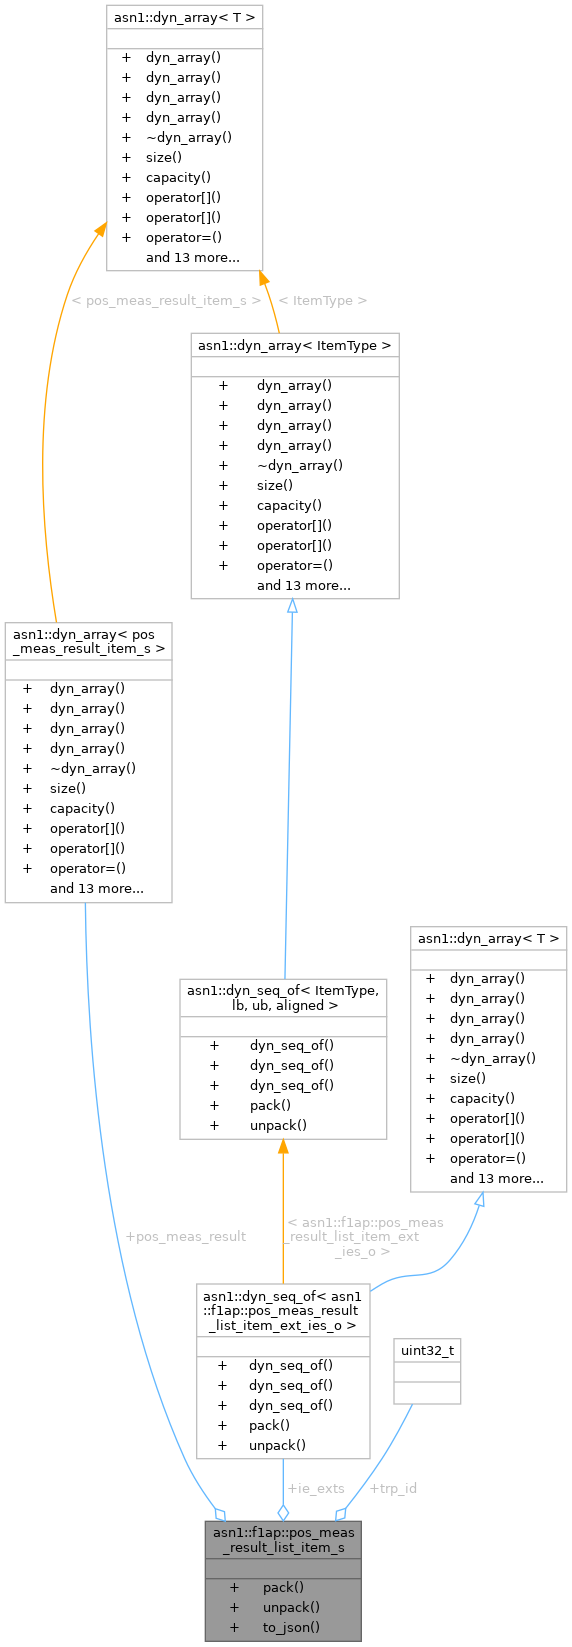 asn1::dyn_array< T >
+ dyn_array()
+ dyn_array()
+ dyn_array()
+ dyn_array()
+ ~dyn_array()
+ size()
+ capacity()
+ operator[]()
+ operator[]()
+ operator=()
and 13 more...
< pos_meas_result_item_s >
< ItemType >
asn1::dyn_array< ItemType >
+ dyn_array()
+ dyn_array()
+ dyn_array()
+ dyn_array()
+ ~dyn_array()
+ size()
+ capacity()
+ operator[]()
+ operator[]()
+ operator=()
and 13 more...
asn1::dyn_array< pos
_meas_result_item_s >
+ dyn_array()
+ dyn_array()
+ dyn_array()
+ dyn_array()
+ ~dyn_array()
+ size()
+ capacity()
+ operator[]()
+ operator[]()
+ operator=()
and 13 more...
asn1::dyn_array< T >
+ dyn_array()
+ dyn_array()
+ dyn_array()
+ dyn_array()
+ ~dyn_array()
+ size()
+ capacity()
+ operator[]()
+ operator[]()
+ operator=()
and 13 more...
asn1::dyn_seq_of< ItemType,
lb, ub, aligned >
+ dyn_seq_of()
+ dyn_seq_of()
+ dyn_seq_of()
+ pack()
+ unpack()
+pos_meas_result
< asn1::f1ap::pos_meas
_result_list_item_ext
_ies_o >
asn1::dyn_seq_of< asn1
::f1ap::pos_meas_result
_list_item_ext_ies_o >
+ dyn_seq_of()
+ dyn_seq_of()
+ dyn_seq_of()
+ pack()
+ unpack()
uint32_t
+ie_exts
+trp_id
asn1::f1ap::pos_meas
_result_list_item_s
+ pack()
+ unpack()
+ to_json()